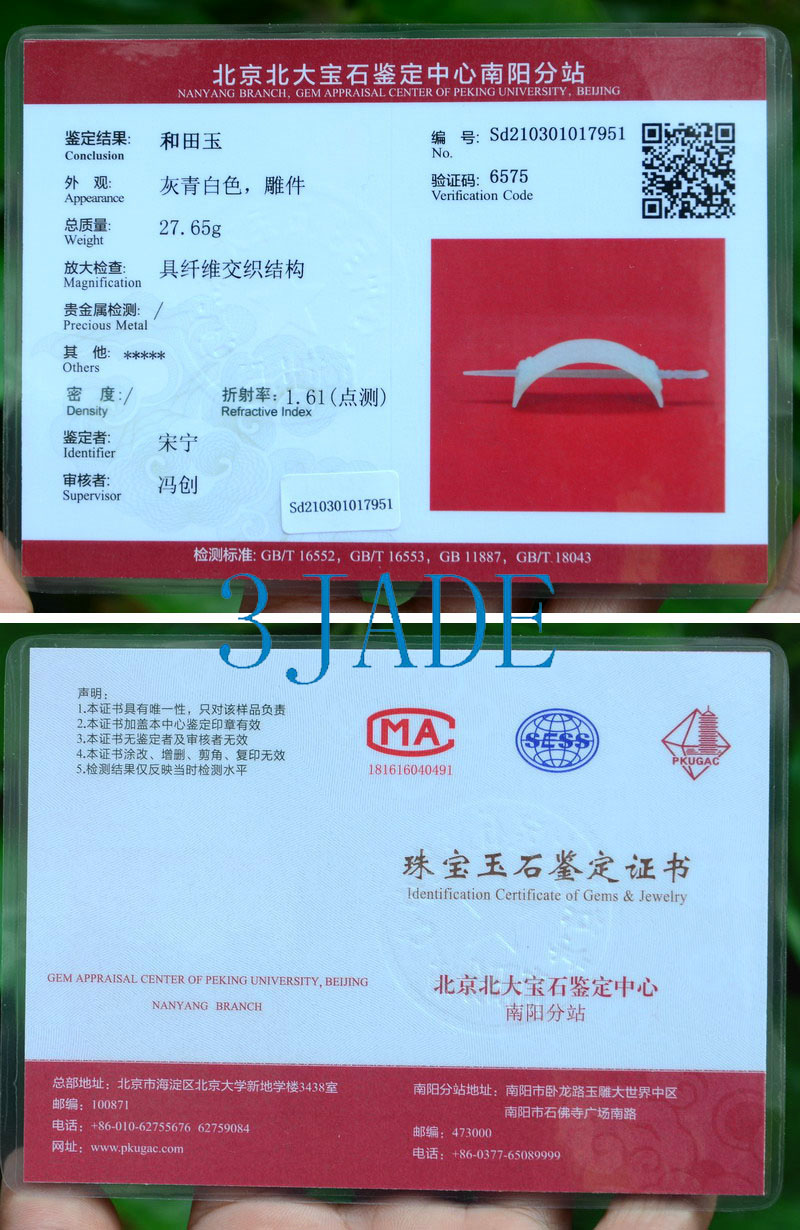 北京北大宝石鉴定中心南阳分站
NANYANG BRANCH, GEM APPRAISAL CENTER OF PEKING UNIVERSITY, BEIJING
鉴定结果: 和田玉
Conclusion
外 观: 灰青白色，雕件
Appearance
总质量: 27.65g
Weight
放大检查: 具纤维交织结构
Magnification
贵金属检测: /
Precious Metal
其 他: *****
Others
密 度:/ 折射率: 1.61(点测)
Density Refractive Index
鉴定者: 宋宁
Identifier
审核者: 冯创
Supervisor
编 号: Sd210301017951
No.
验证码: 6575
Verification Code
Sd210301017951
检测标准: GB/T 16552, GB/T 16553, GB 11887, GB/T.18043
3 JADE
声明：
1.本证书具有唯一性，只对该样品负责
2.本证书加盖本中心鉴定印章有效
3.本证书无鉴定者及审核者无效
4.本证书涂改、增删、剪角、复印无效
5.检测结果仅反映当时检测水平
MA
181616040491
SESS
PKUGAC
珠宝玉石鉴定证书
Identification Certificate of Gems & Jewelry
GEM APPRAISAL CENTER OF PEKING UNIVERSITY, BEIJING
NANYANG BRANCH
北京北大宝石鉴定中心
南阳分站
总部地址：北京市海淀区北京大学新地学楼3438室
邮编：100871
电话：+86-010-62755676 62759084
网址：www.pkugac.com
南阳分站地址：南阳市卧龙路玉雕大世界中区
南阳市石佛寺广场南路
邮编：473000
电话：+86-0377-65089999